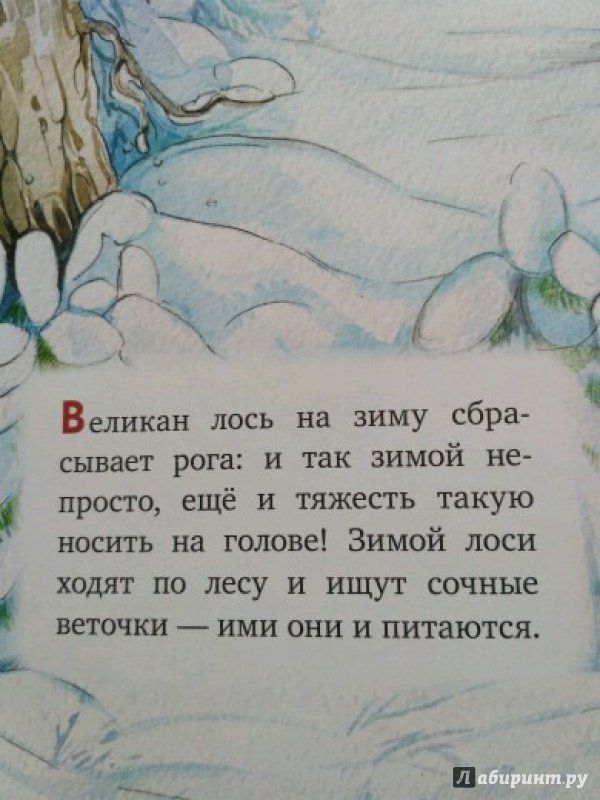 Великан лось на зиму сбра-
сывает рога: и так зимой не-
просто, ещё и тяжесть такую
носить на голове! Зимой лоси
ходят по лесу и ищут сочные
веточки — ими они и питаются.
Лабиринт.ру